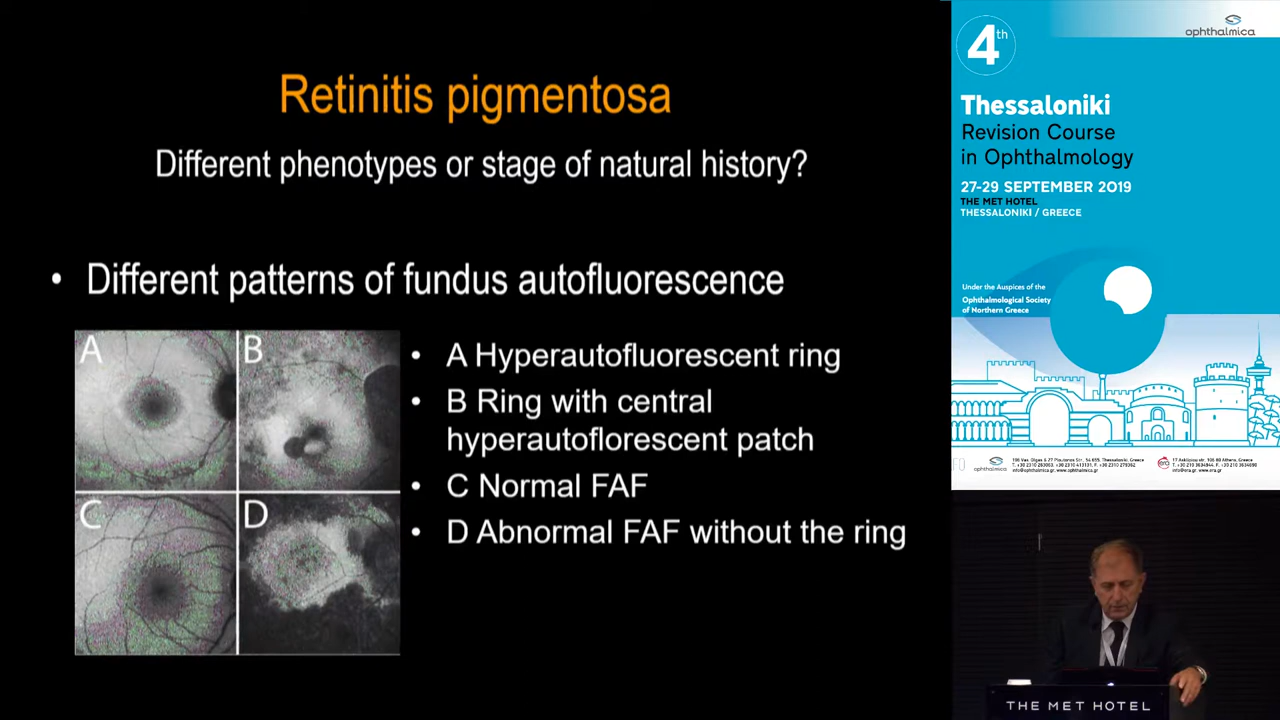 Retinitis pigmentosa
Different phenotypes or stage of natural history?
• Different patterns of fundus autofluorescence
A
B
C
D
• A Hyperautofluorescent ring
• B Ring with central
hyperautoflorescent patch
• C Normal FAF
• D Abnormal FAF without the ring
ophthalmica
4th
Thessaloniki
Revision Course
in Ophthalmology
27-29 SEPTEMBER 2019
THE MET HOTEL
THESSALONIKI / GREECE
Under the Auspices of the
Ophthalmological Society
of Northern Greece
ophthalmica
THE MET HOTEL